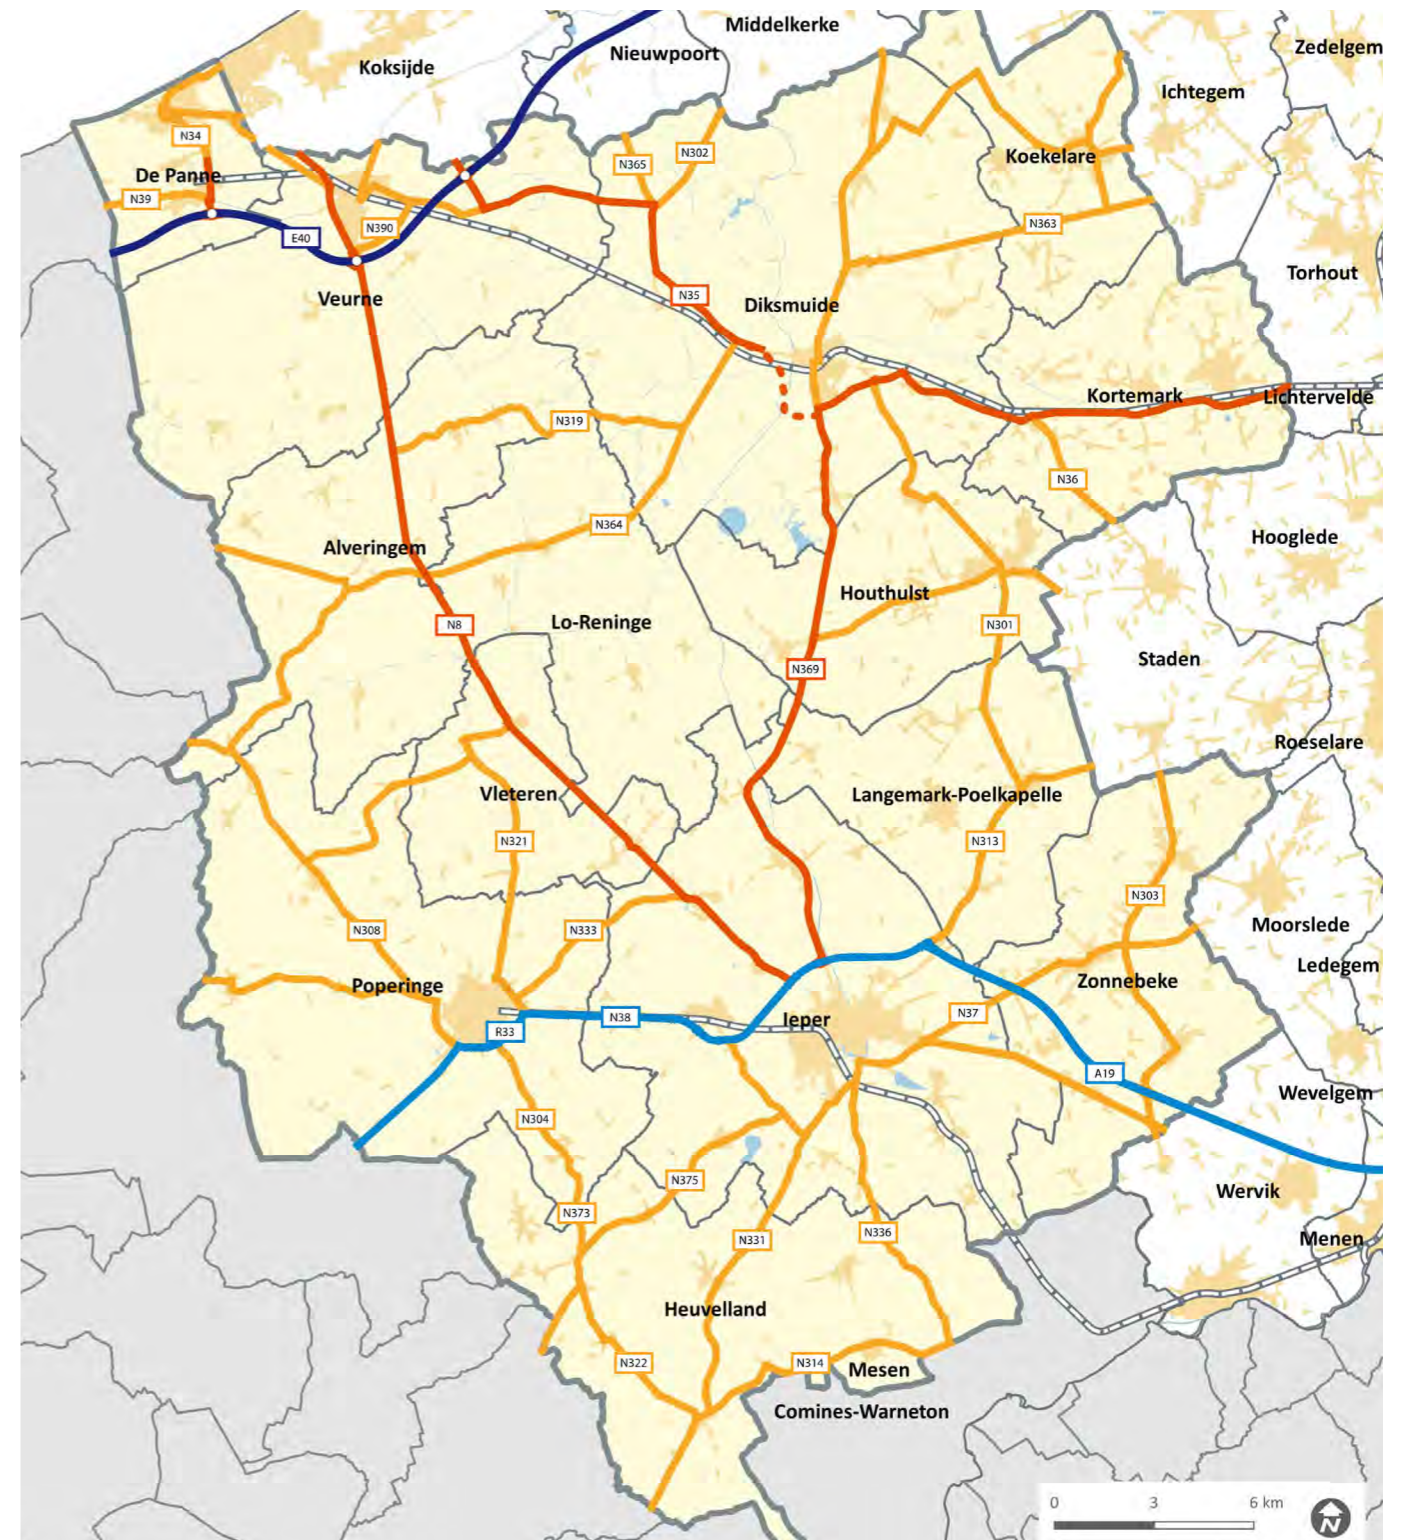 Middelkerke
Zedelgem
Nieuwpoort
Koksijde
Ichtegem
N34
N302
Koekelare
N365
De Panne
N39
N363
N390
E40
Torhout
Veurne
N35
Diksmuide
Kortemark
Lichtervelde
N319
N36
N364
Hooglede
Alveringem
Houthulst
Lo-Reninge
N8
N301
Staden
N369
Roeselare
Vleteren
Langemark-Poelkapelle
N321
N313
N303
Moorslede
N308
N333
Ledegem
Zonnebeke
Poperinge
N37
Ieper
N38
R33
A19
Wevelgem
N304
N375
Wervik
N373
N336
N331
Menen
Heuvelland
N322
N314
Mesen
Comines-Warneton
0 3 6 km
N